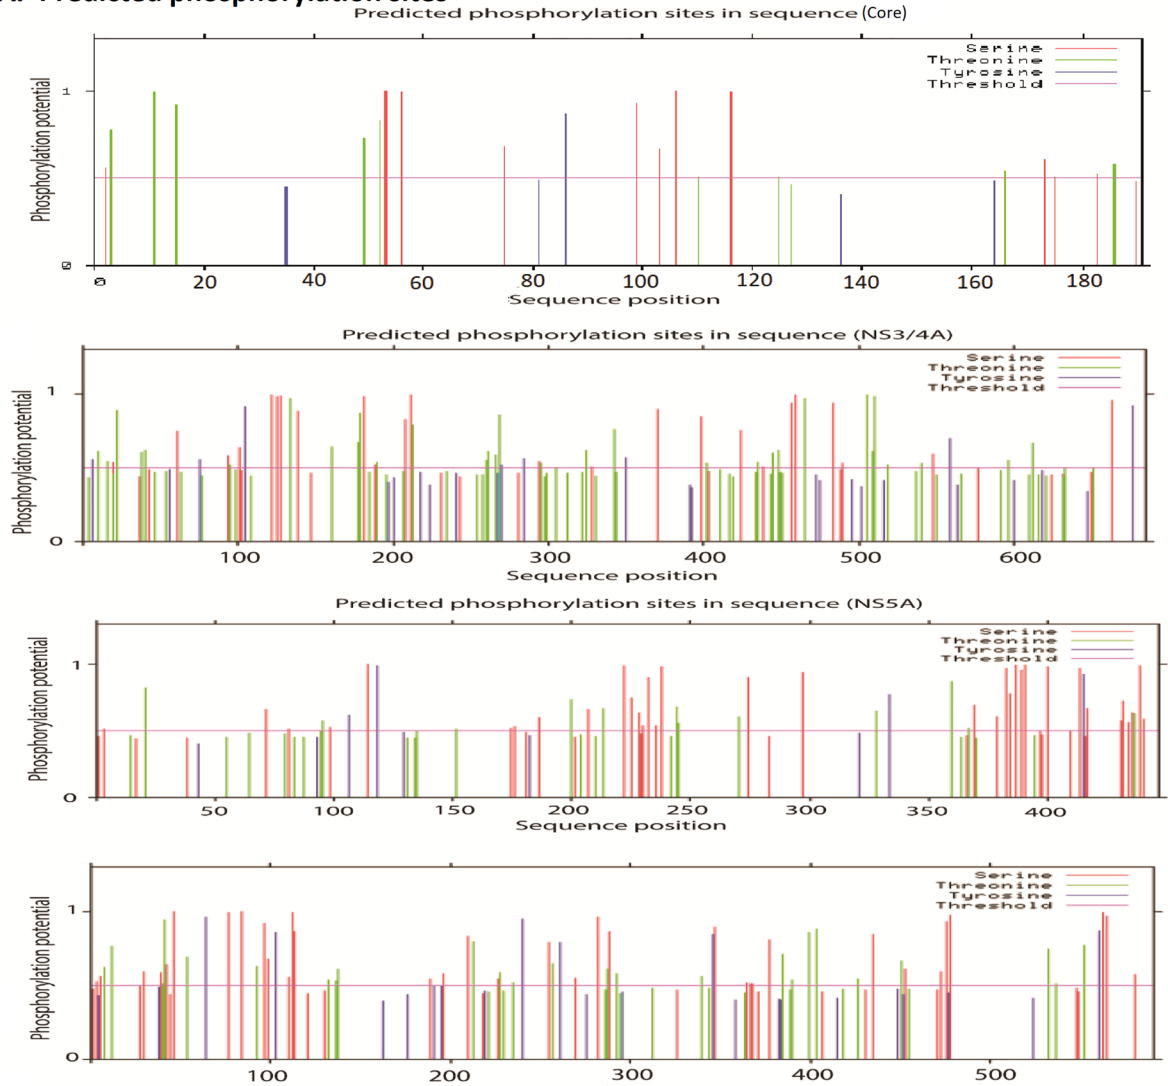 A. Predicted phosphorylation sites
Predicted phosphorylation sites in sequence (Core)
Serine
Threonine
Tyrosine
Threshold
Phosphorylation potential
1
0
0 20 40 60 80 100 120 140 160 180
Sequence position
Predicted phosphorylation sites in sequence (NS3/4A)
Serine
Threonine
Tyrosine
Threshold
Phosphorylation potential
1
0
100 200 300 400 500 600
Sequence position
Predicted phosphorylation sites in sequence (NS5A)
Serine
Threonine
Tyrosine
Threshold
Phosphorylation potential
1
0
50 100 150 200 250 300 350 400
Sequence position
Serine
Threonine
Tyrosine
Threshold
Phosphorylation potential
1
0
100 200 300 400 500